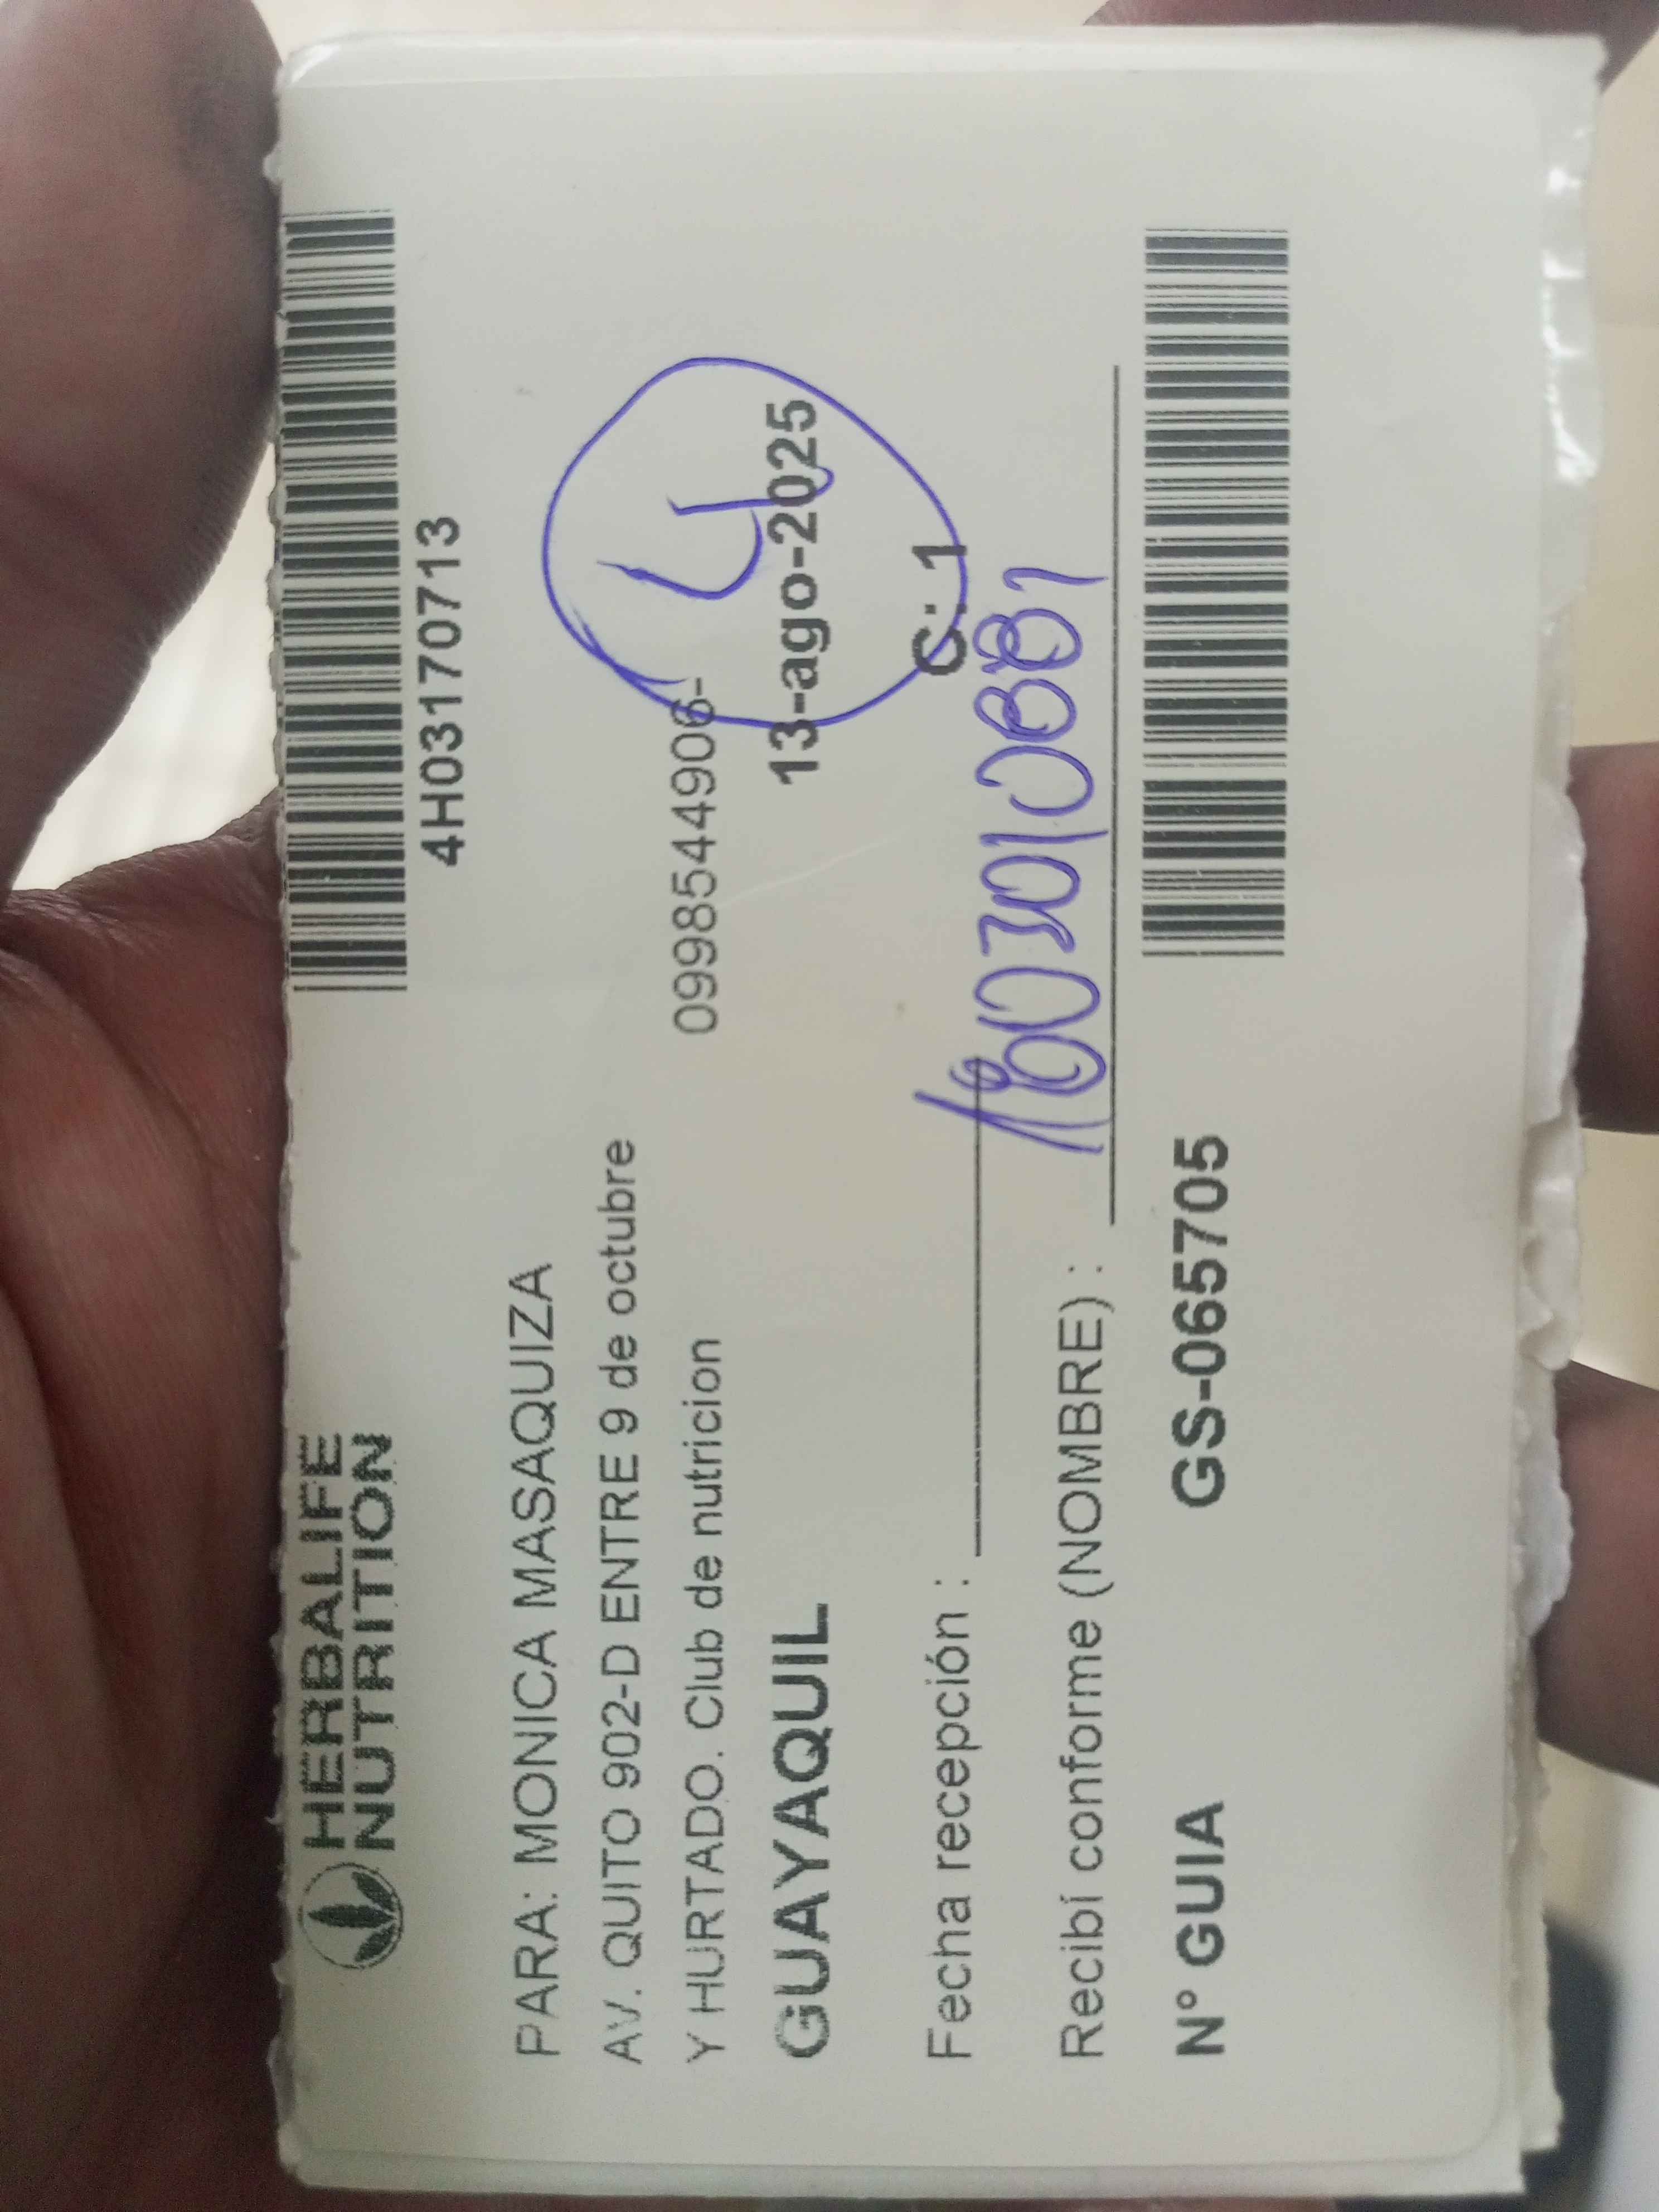 HERBALIFE
NUTRITION
4H03170713
PARA: MONICA MASAQUIZA
AV. QUITO 902-D ENTRE 9 de octubre
Y HURTADO. Club de nutricion
0998544906-
4
GUAYAQUIL
13-ago-2025
Fecha recepción :
C: 1
Recibí conforme (NOMBRE) :
N° GUIA
GS-065705